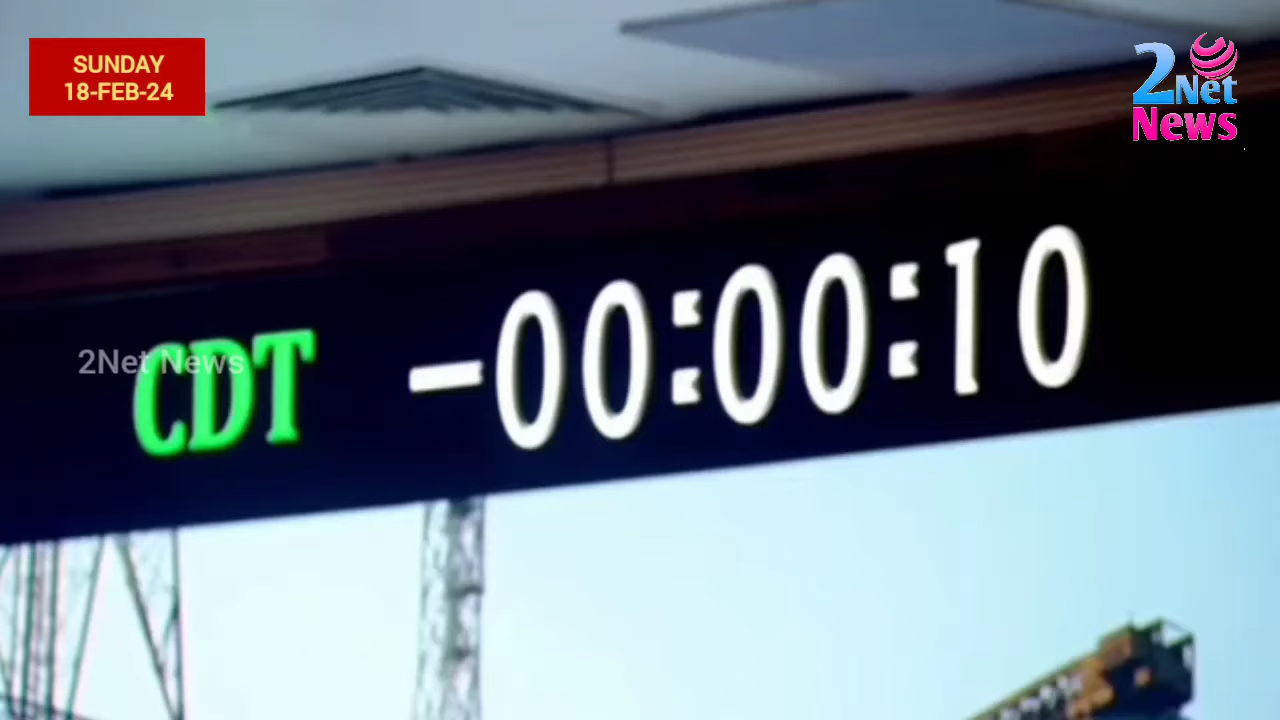 SUNDAY
18-FEB-24
2Net
News
CDT -00:00:10
2Net News